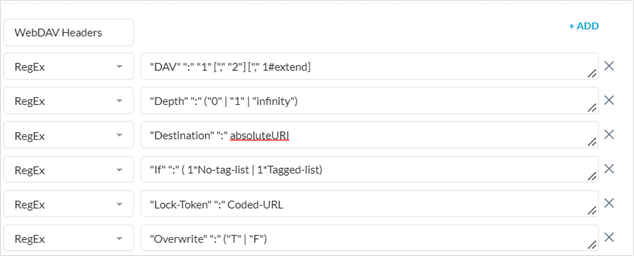 WebDAV Headers
+ ADD
RegEx "DAV" ":" "1" ["," "2"] ["," 1#extend]
RegEx "Depth" ":" ("0" | "1" | "infinity")
RegEx "Destination" ":" absoluteURI
RegEx "If" ":" ( 1*No-tag-list | 1*Tagged-list)
RegEx "Lock-Token" ":" Coded-URL
RegEx "Overwrite" ":" ("T" | "F")